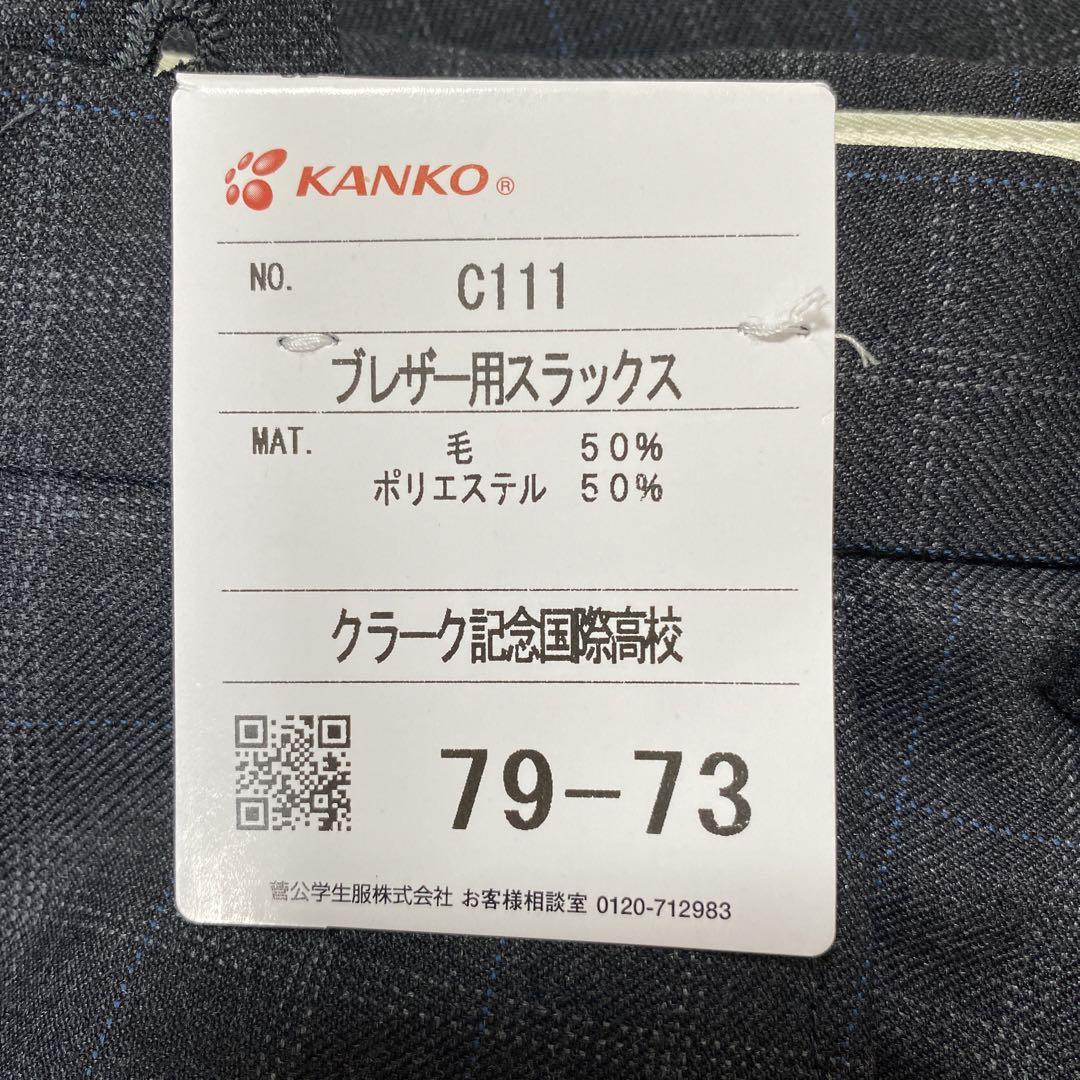 KANKO®
NO. C111
ブレザー用スラックス
MAT. 毛 50%
ポリエステル 50%
クラーク記念国際高校
79-73
菅公学生服株式会社 お客様相談室 0120-712983